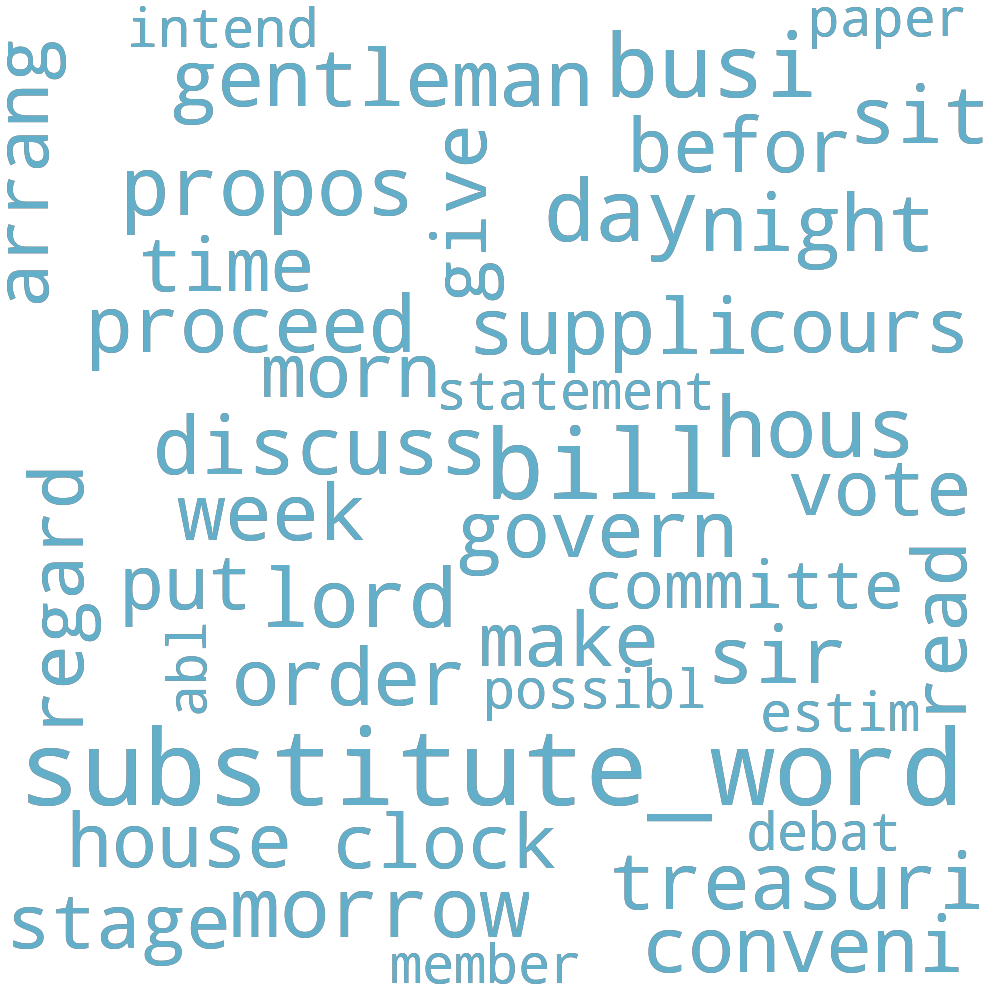 intend
paper
gentleman
busi
arrang
sit
befor
give
propos
day
night
time
proceed
suppli
cours
morn
statement
hous
discuss
bill
vote
regard
week
govern
read
put
lord
committe
abl
make
sir
order
possibl
estim
substitute_word
house
clock
debat
treasuri
stage
morrow
conveni
member